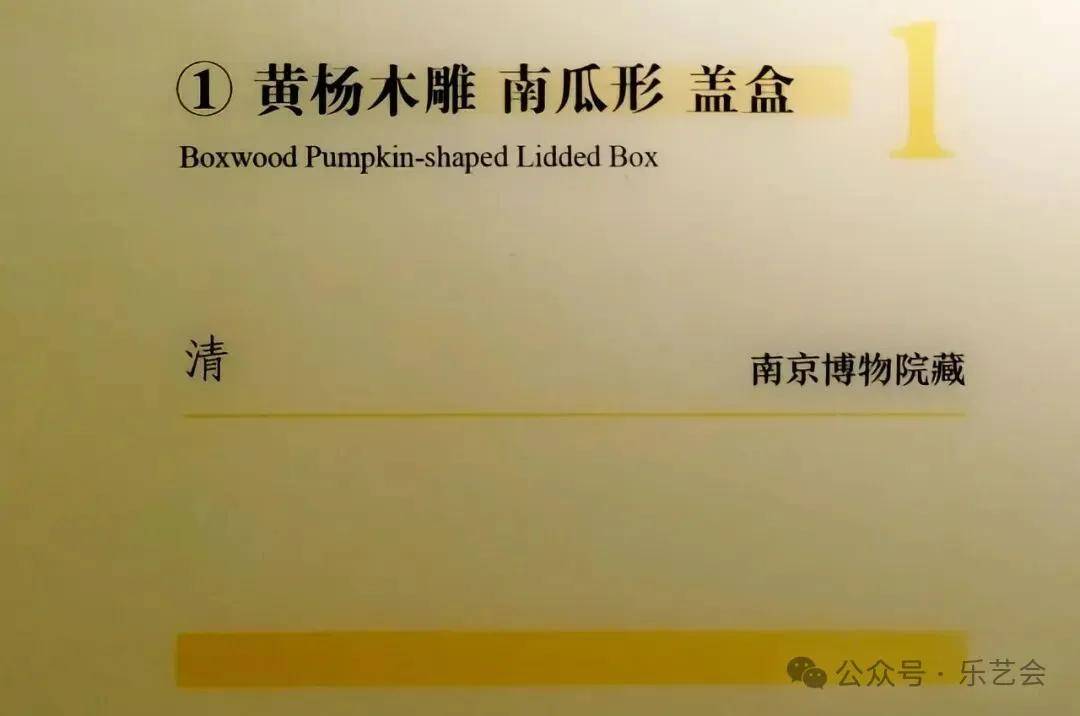 ① 黄杨木雕 南瓜形 盖盒
1
Boxwood Pumpkin-shaped Lidded Box
清
南京博物院藏
公众号 · 乐艺会